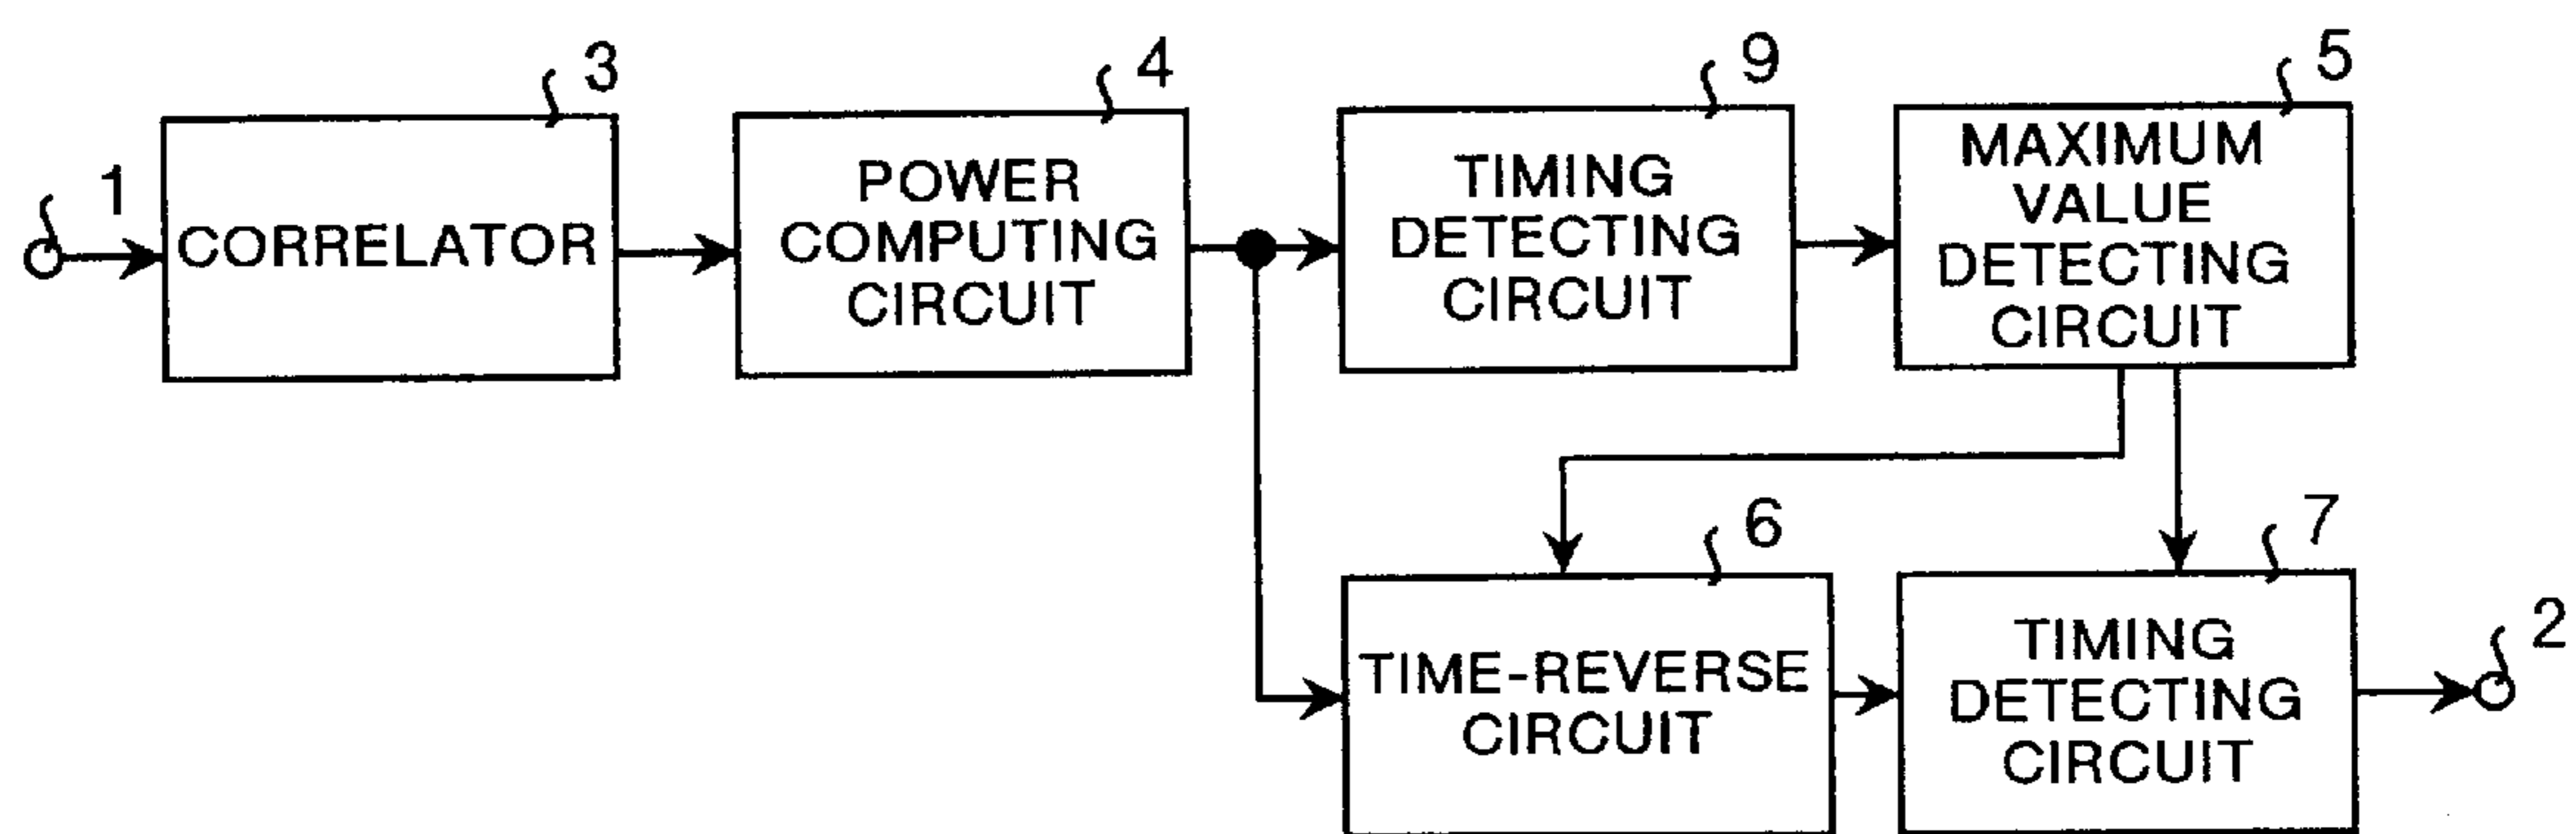 3
4
9
5
1
CORRELATOR
POWER
COMPUTING
CIRCUIT
TIMING
DETECTING
CIRCUIT
MAXIMUM
VALUE
DETECTING
CIRCUIT
6
7
TIME-REVERSE
CIRCUIT
TIMING
DETECTING
CIRCUIT
2